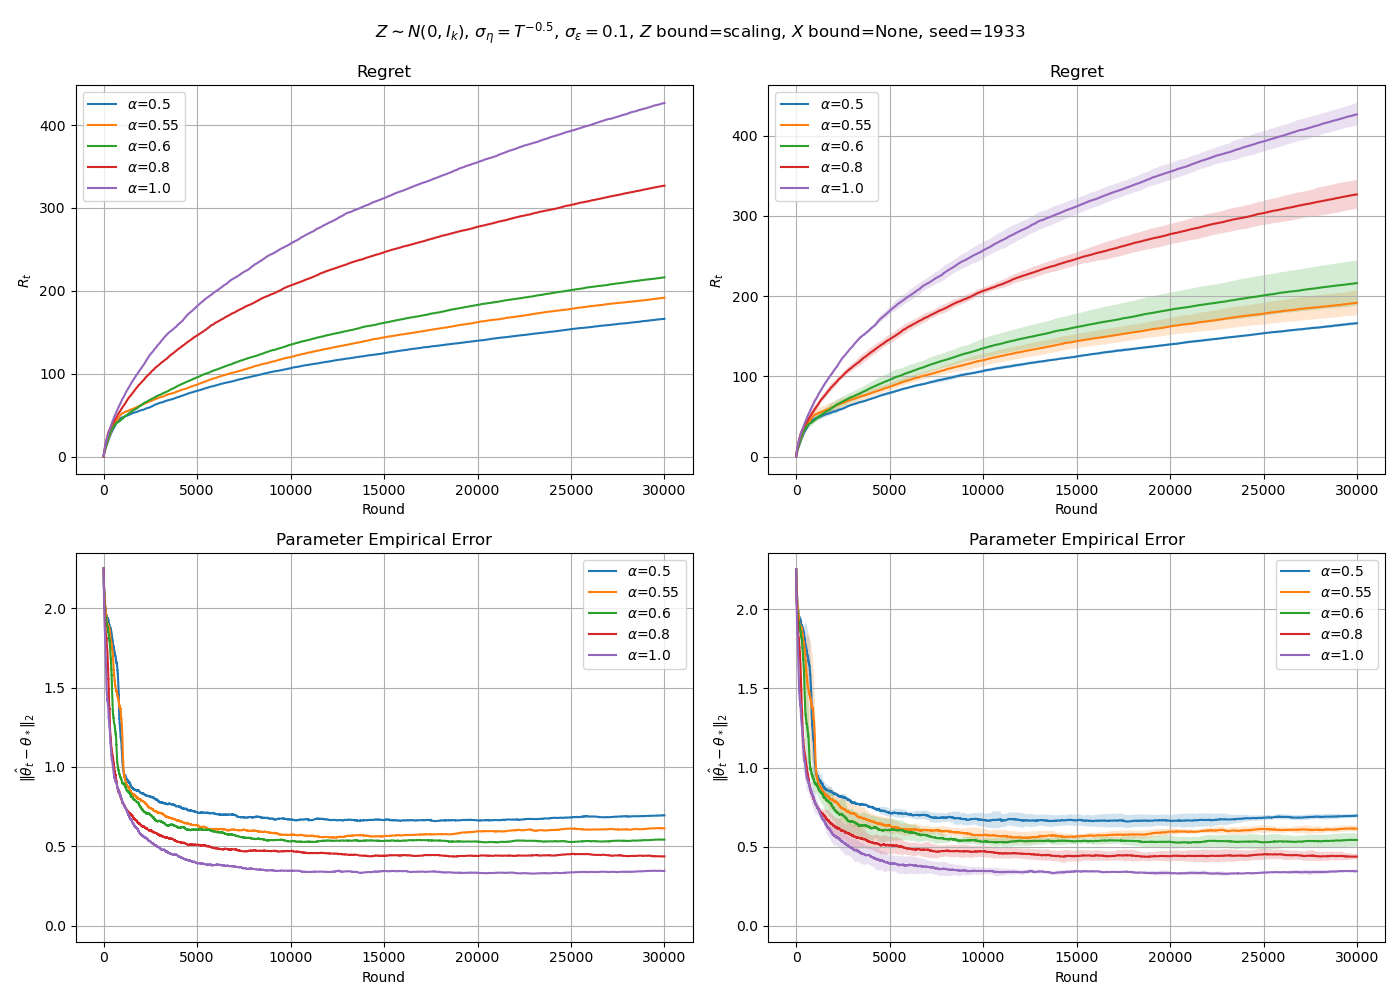 Z ∼ N(0, I_k), σ_η = T^{−0.5}, σ_ε = 0.1, Z bound=scaling, X bound=None, seed=1933
Regret
α=0.5
α=0.55
α=0.6
α=0.8
α=1.0
R_t
400
300
200
100
0
0 5000 10000 15000 20000 25000 30000
Round
Regret
α=0.5
α=0.55
α=0.6
α=0.8
α=1.0
R_t
400
300
200
100
0
0 5000 10000 15000 20000 25000 30000
Round
Parameter Empirical Error
α=0.5
α=0.55
α=0.6
α=0.8
α=1.0
‖θ̂_t − θ_*‖_2
2.0
1.5
1.0
0.5
0.0
0 5000 10000 15000 20000 25000 30000
Round
Parameter Empirical Error
α=0.5
α=0.55
α=0.6
α=0.8
α=1.0
‖θ̂_t − θ_*‖_2
2.0
1.5
1.0
0.5
0.0
0 5000 10000 15000 20000 25000 30000
Round